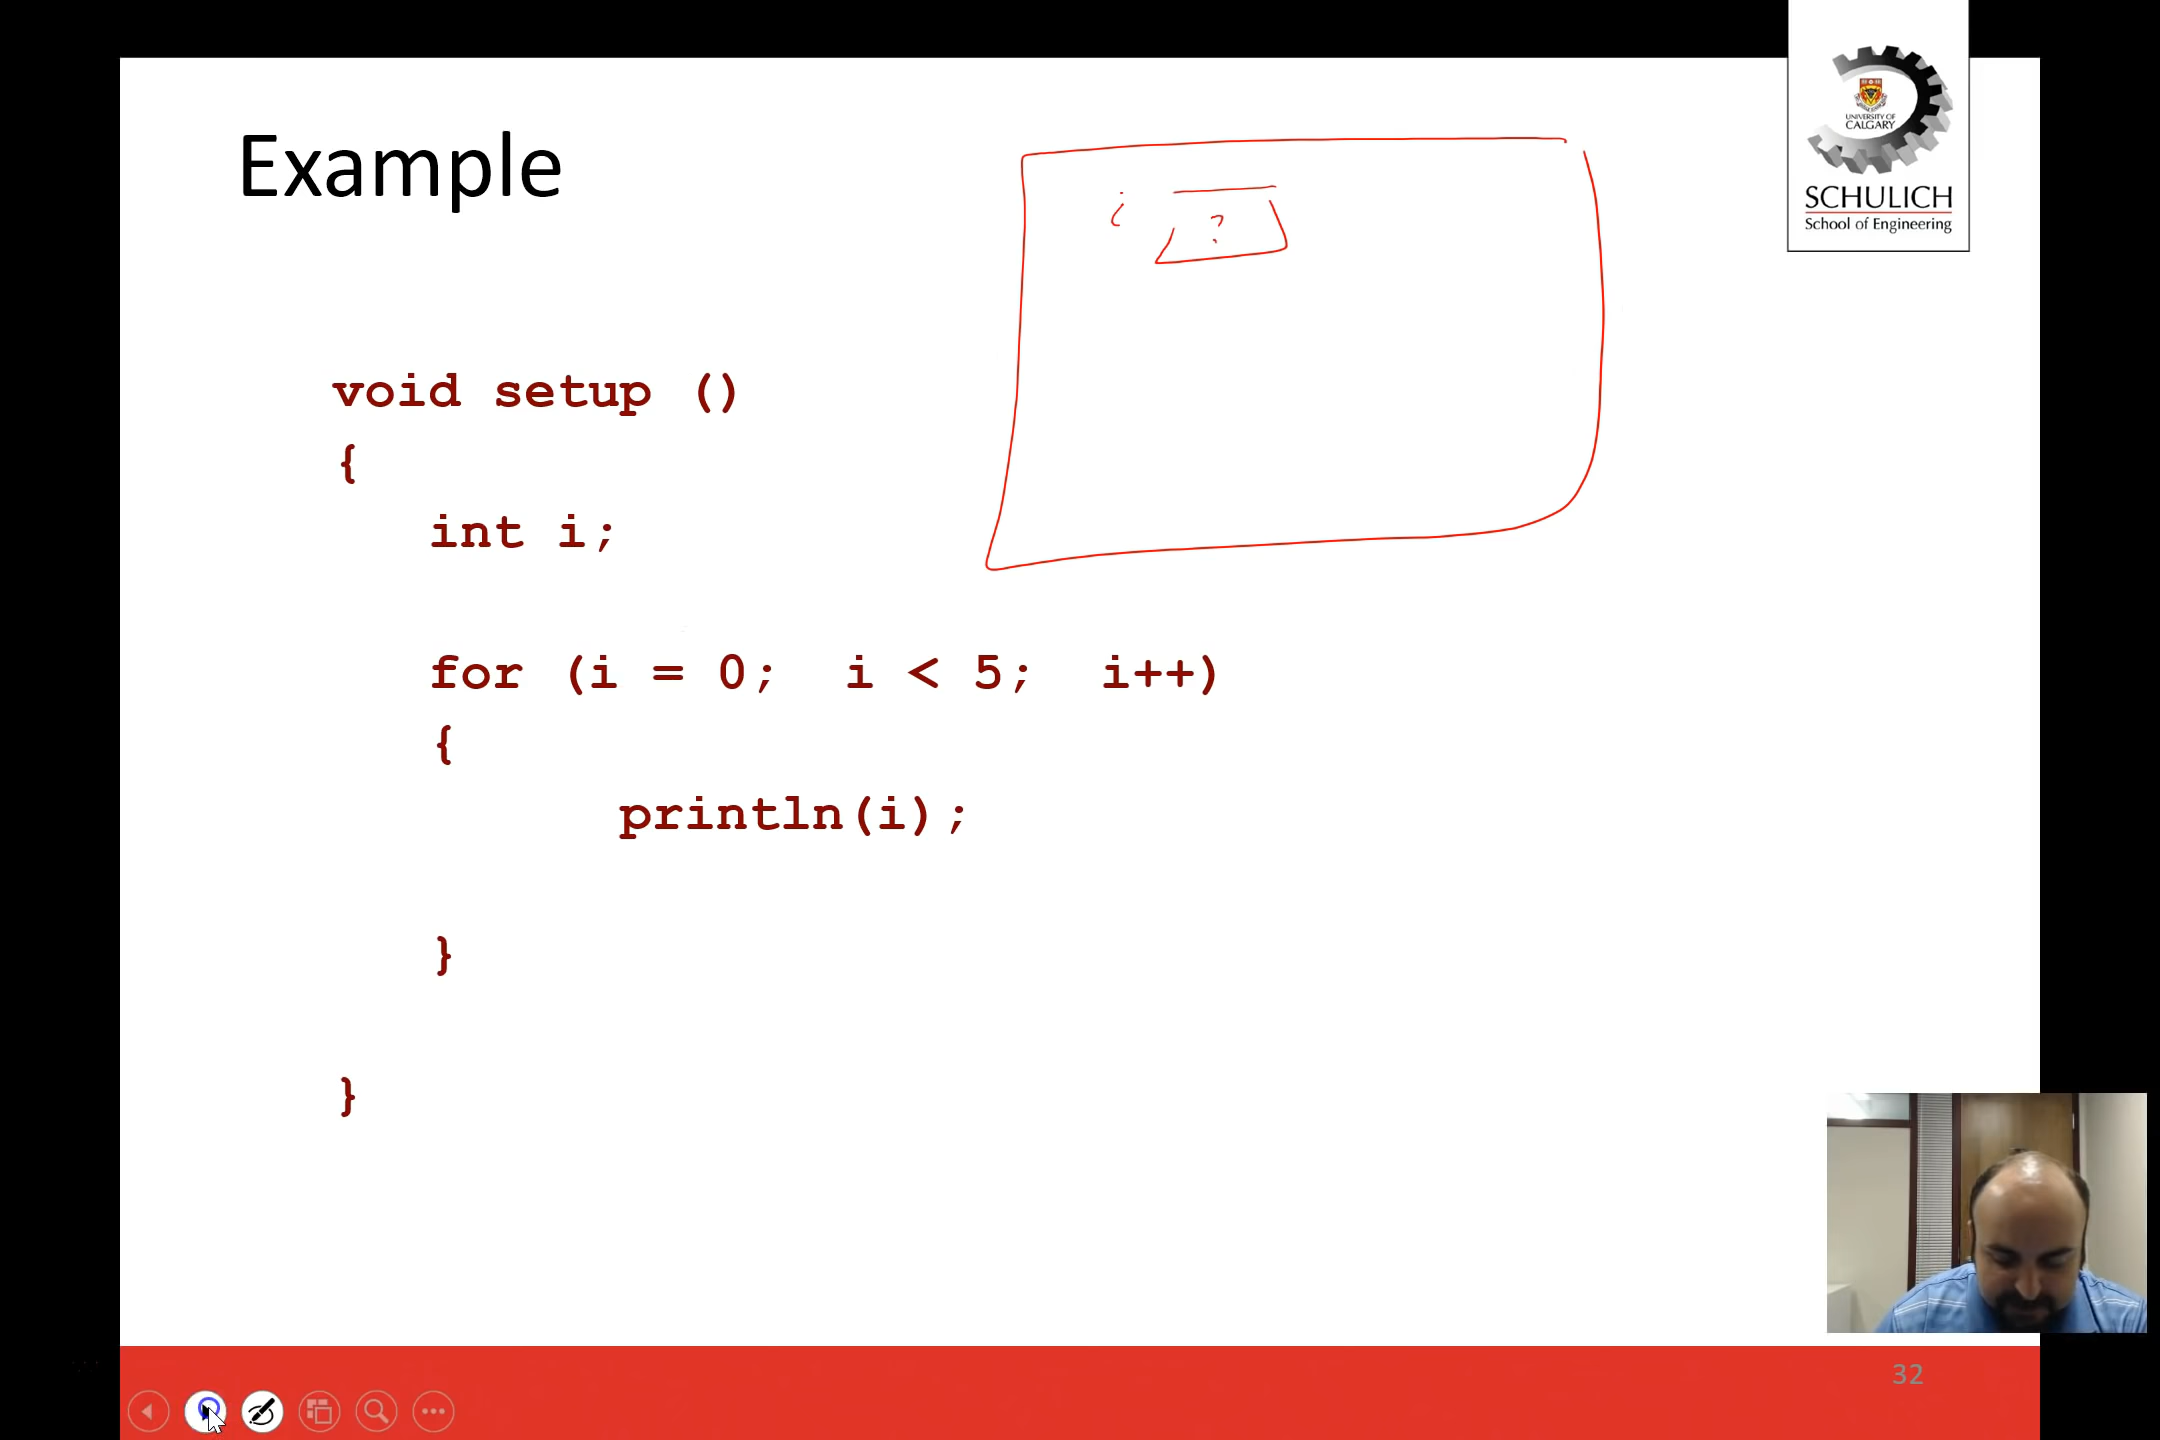 Example
i ?
UNIVERSITY OF
CALGARY
SCHULICH
School of Engineering
void setup ()
{
int i;
for (i = 0; i < 5; i++)
{
println(i);
}
}
32